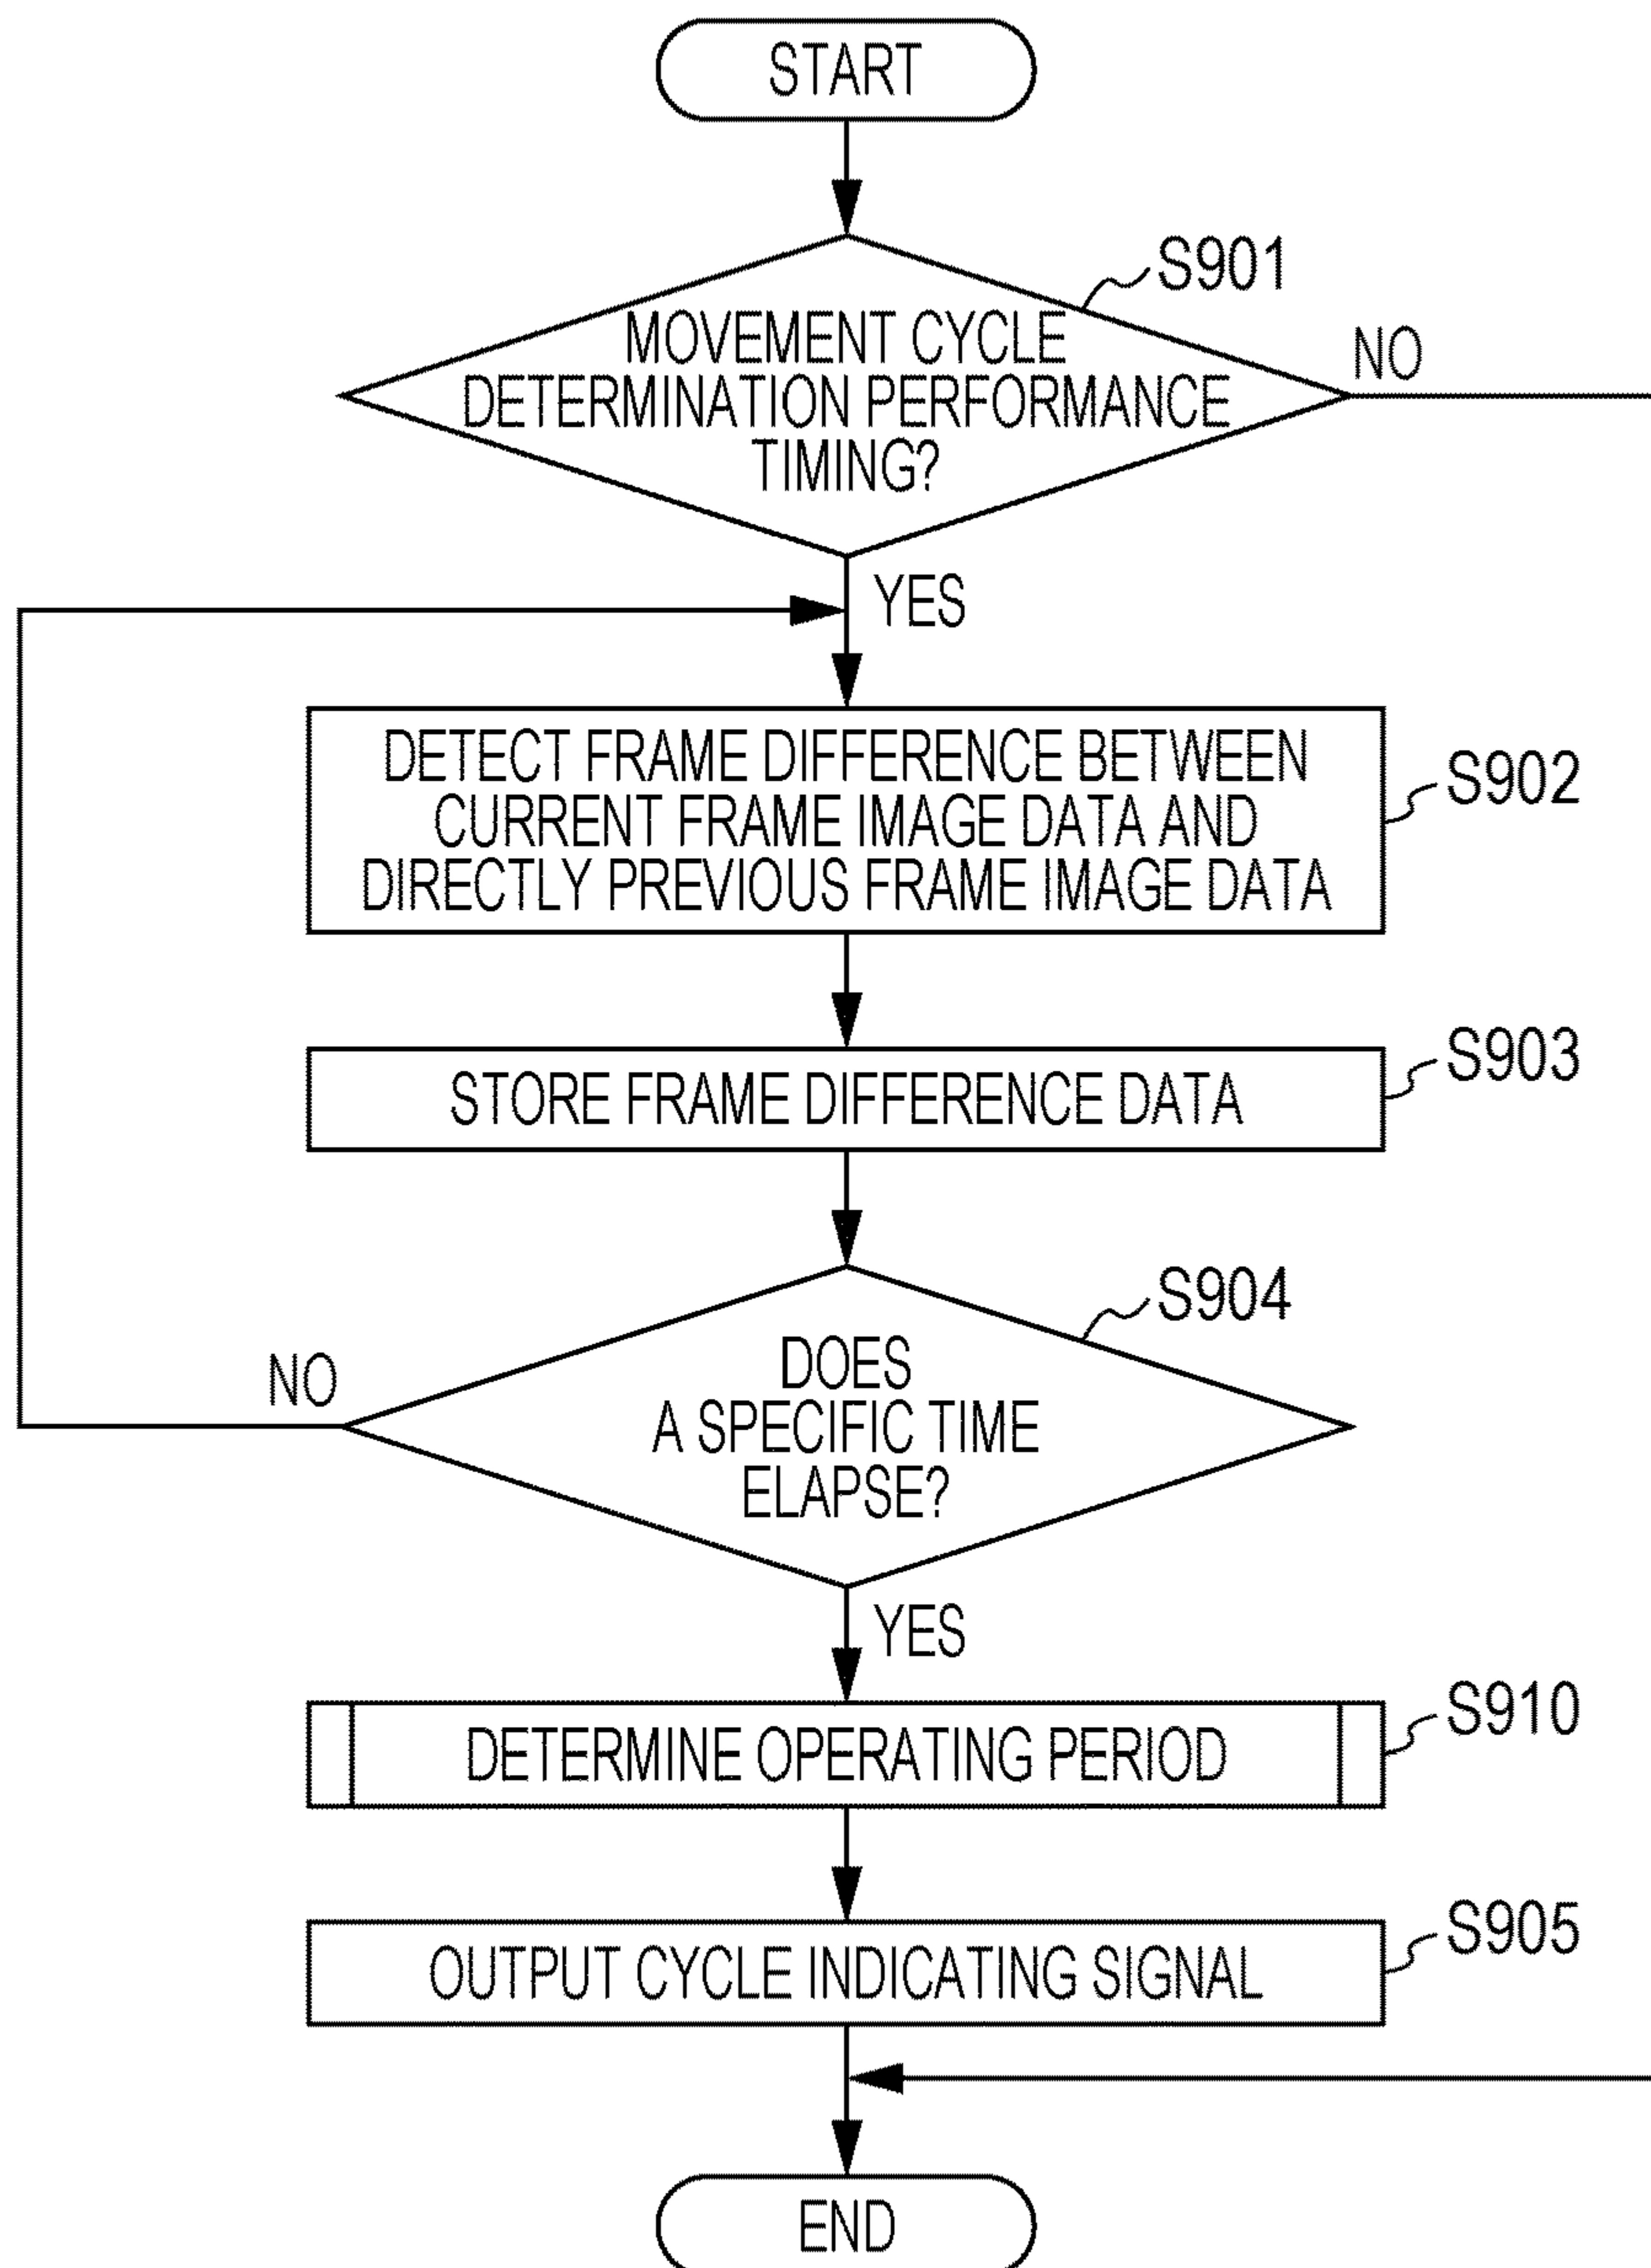 START
S901
MOVEMENT CYCLE
DETERMINATION PERFORMANCE
TIMING?
NO
YES
DETECT FRAME DIFFERENCE BETWEEN
CURRENT FRAME IMAGE DATA AND
DIRECTLY PREVIOUS FRAME IMAGE DATA
S902
STORE FRAME DIFFERENCE DATA
S903
S904
DOES
A SPECIFIC TIME
ELAPSE?
NO
YES
DETERMINE OPERATING PERIOD
S910
OUTPUT CYCLE INDICATING SIGNAL
S905
END